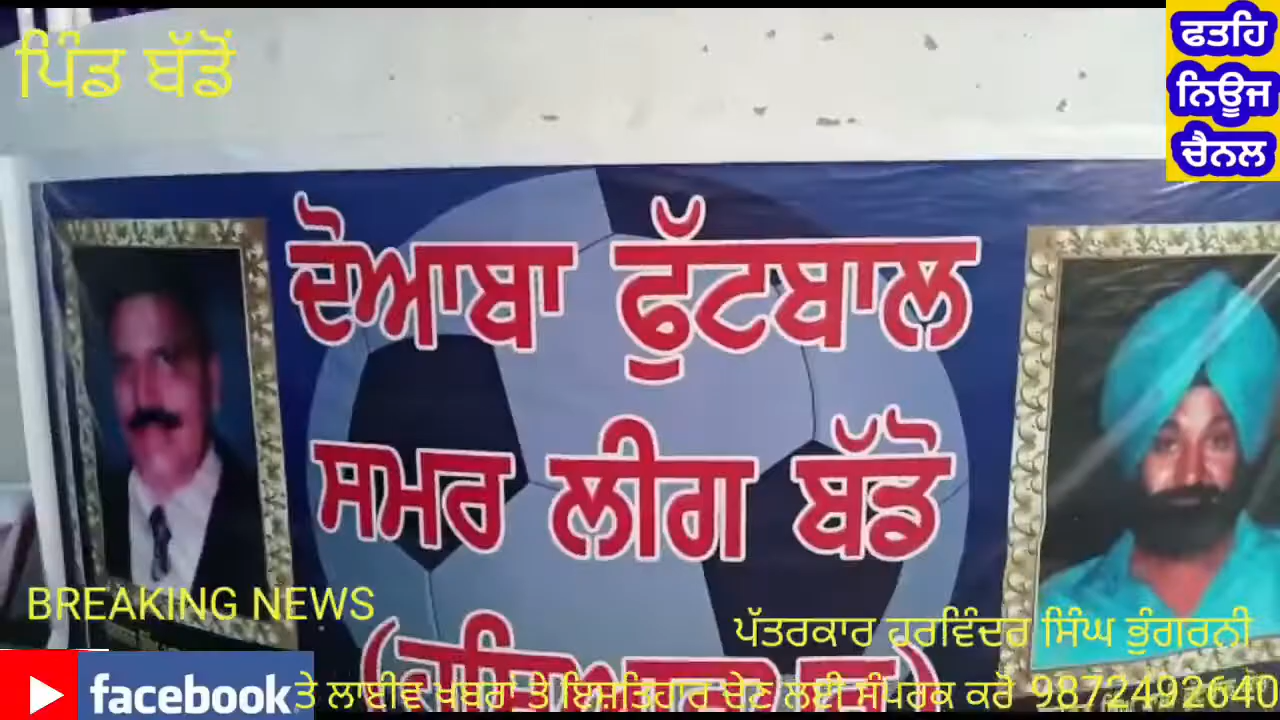 ਪਿੰਡ ਬੱਡੋਂ
ਫਤਹਿ
ਨਿਊਜ
ਚੈਨਲ
ਦੋਆਬਾ ਫੁੱਟਬਾਲ
ਸਮਰ ਲੀਗ ਬੱਡੋ
BREAKING NEWS
ਪੱਤਰਕਾਰ ਹਰਵਿੰਦਰ ਸਿੰਘ ਭੁੰਗਰਨੀ
facebook ਤੇ ਲਾਈਵ ਖਬਰਾਂ ਤੇ ਇਸ਼ਤਿਹਾਰ ਦੇਣ ਲਈ ਸੰਪਰਕ ਕਰੋ 9872492640